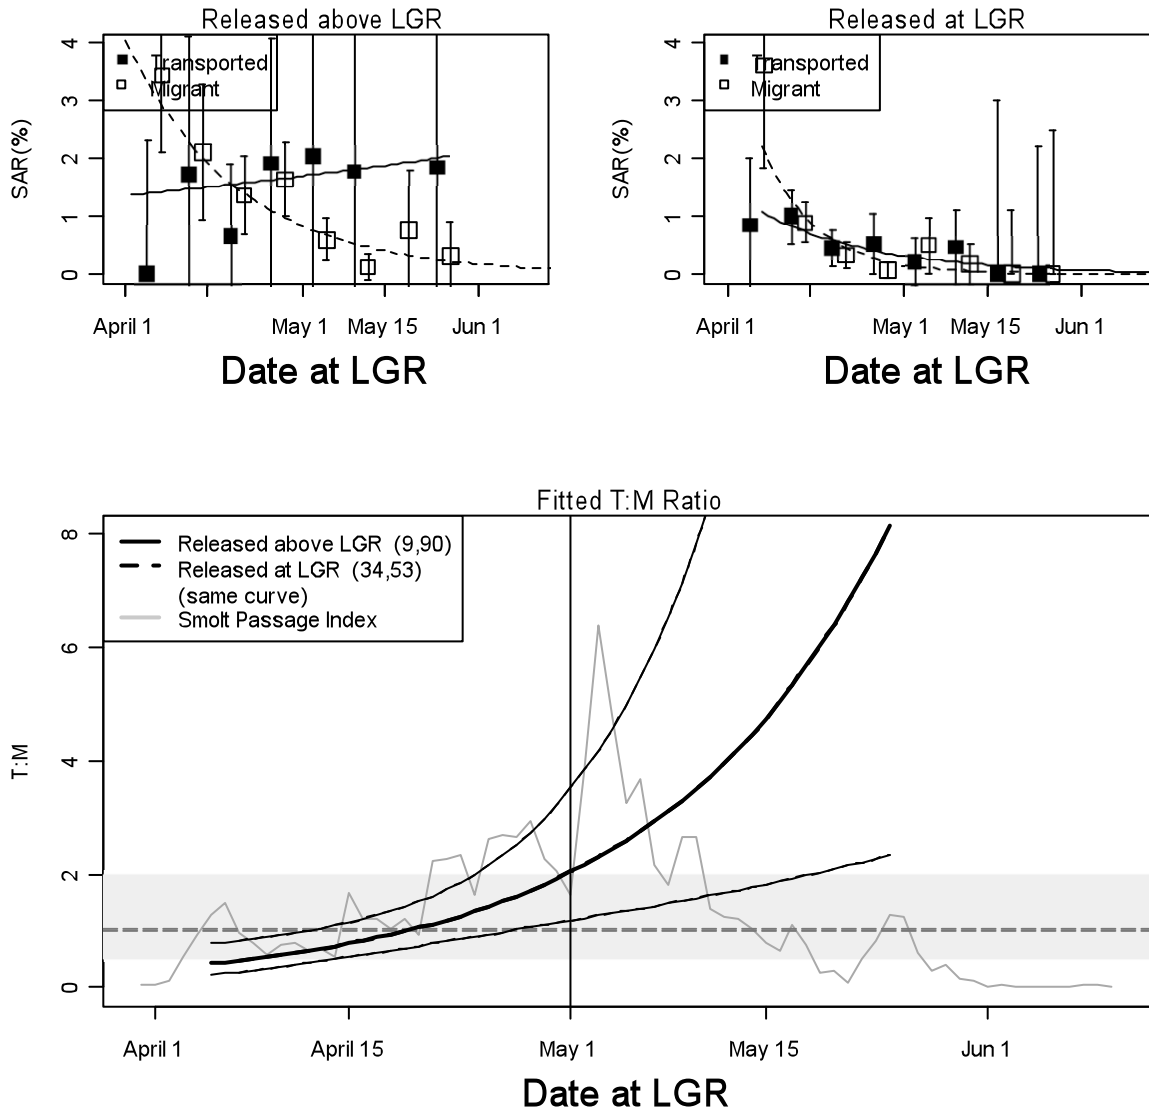 Released above LGR
SAR(%)
4
3
2
1
0
Transported
Migrant
April 1
May 1
May 15
Jun 1
Date at LGR
Released at LGR
SAR(%)
4
3
2
1
0
Transported
Migrant
April 1
May 1
May 15
Jun 1
Date at LGR
Fitted T:M Ratio
T:M
8
6
4
2
0
Released above LGR (9,90)
Released at LGR (34,53)
(same curve)
Smolt Passage Index
April 1
April 15
May 1
May 15
Jun 1
Date at LGR